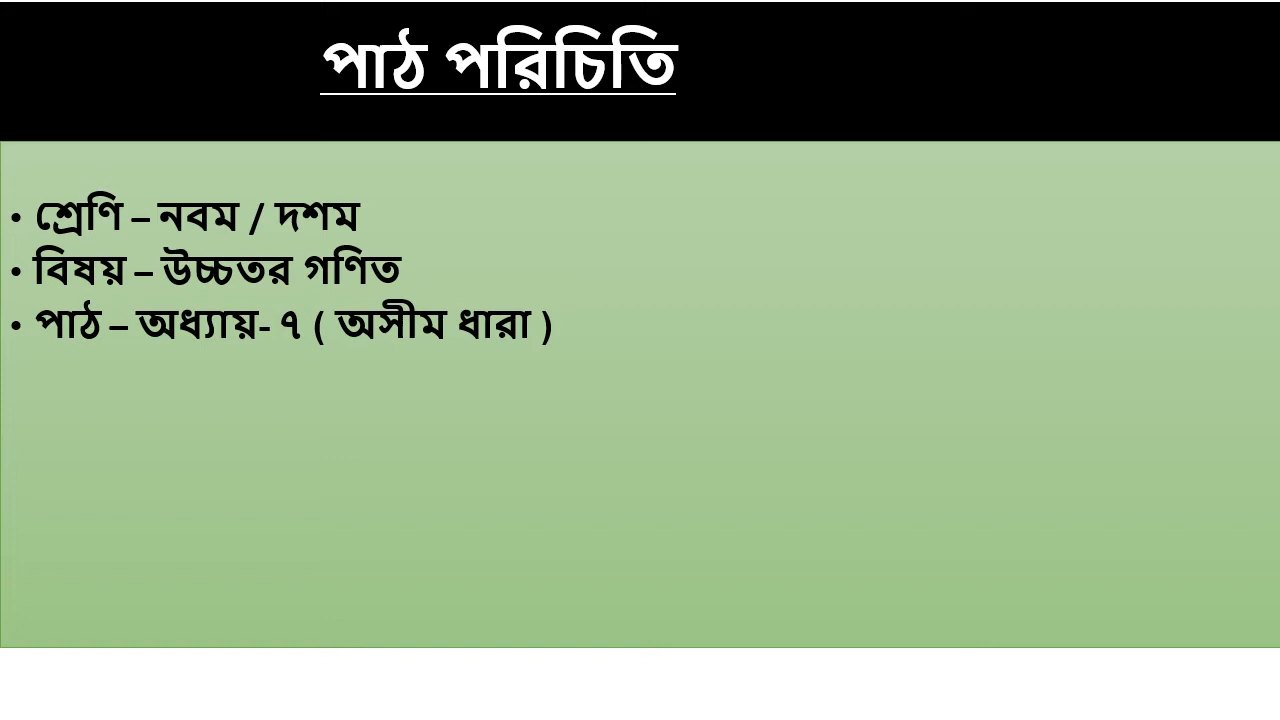 পাঠ পরিচিতি
• শ্রেণি – নবম / দশম
• বিষয় – উচ্চতর গণিত
• পাঠ – অধ্যায়- ৭ ( অসীম ধারা )